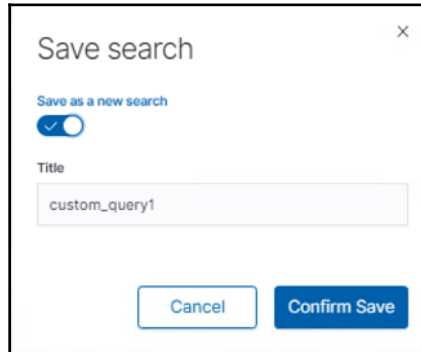 Save search
Save as a new search
Title
custom_query1
Cancel
Confirm Save